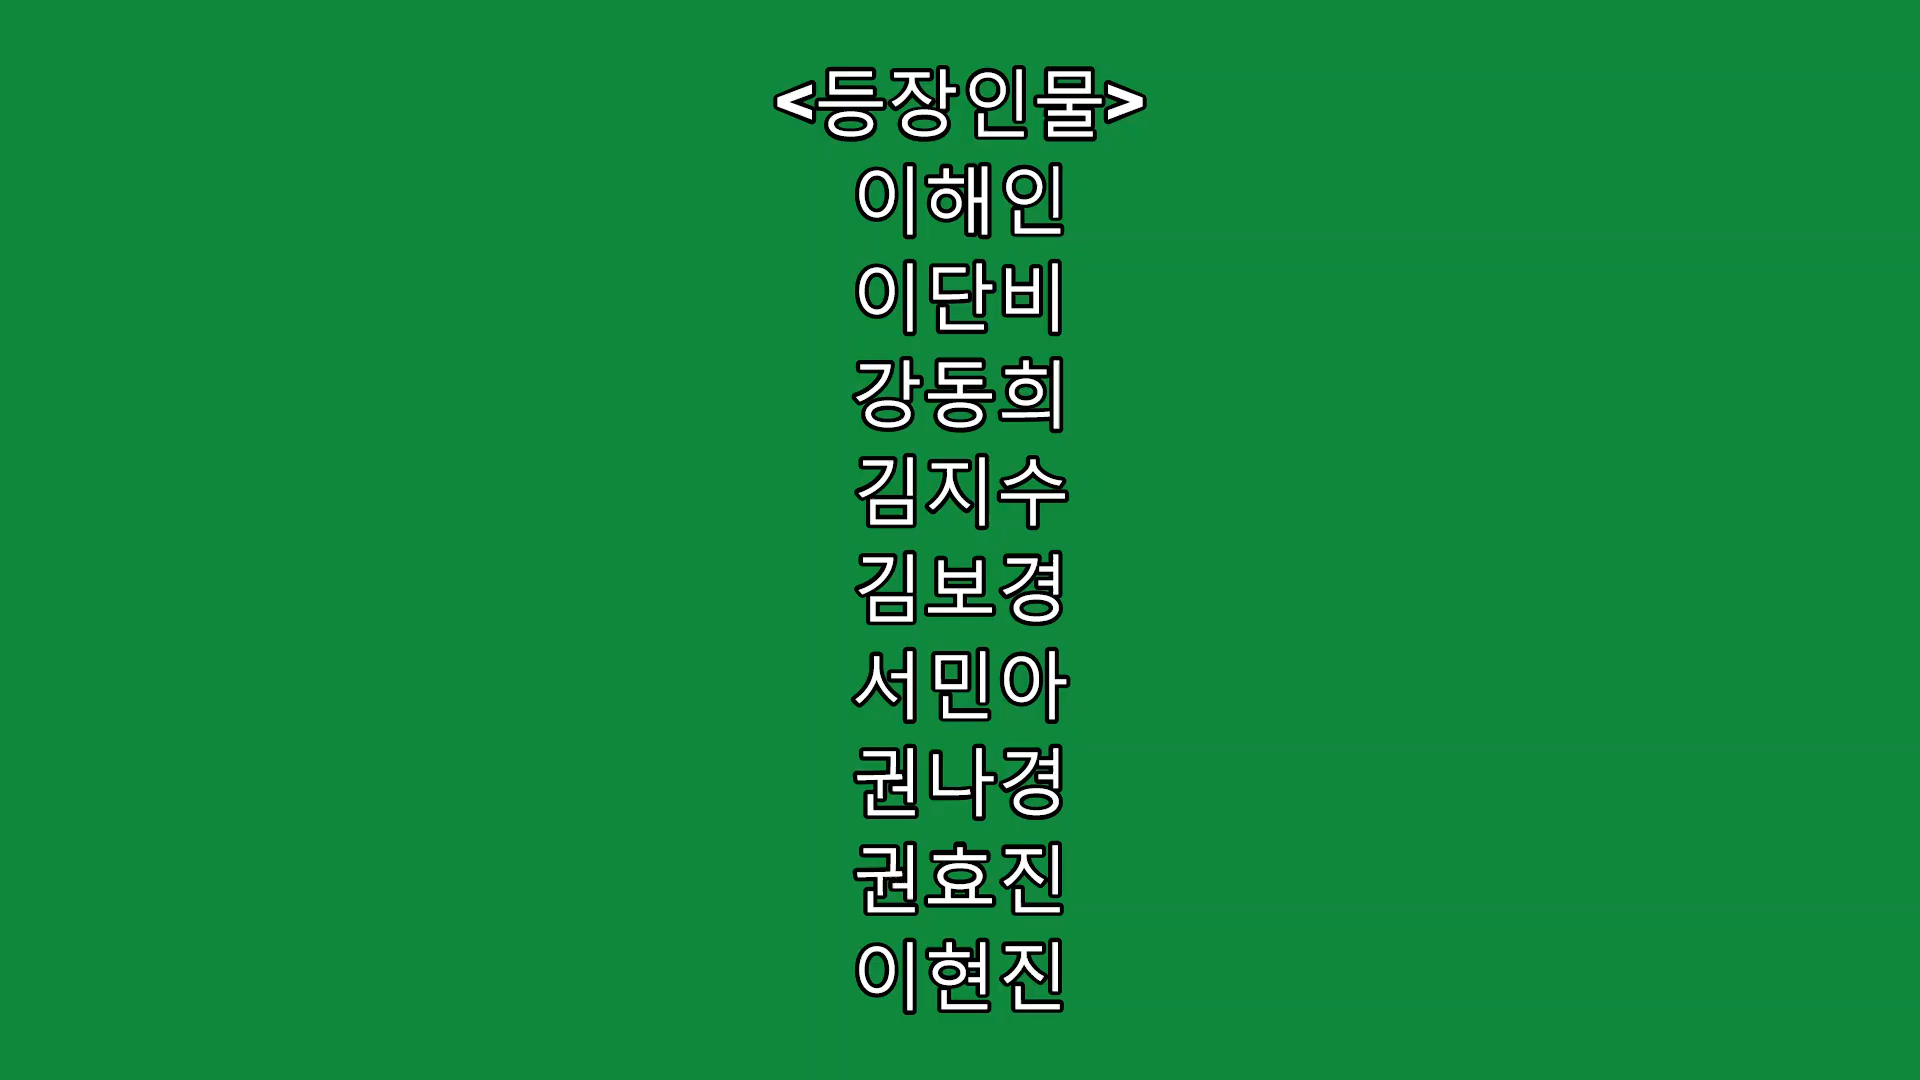 <등장인물>
이해인
이단비
강동희
김지수
김보경
서민아
권나경
권효진
이현진